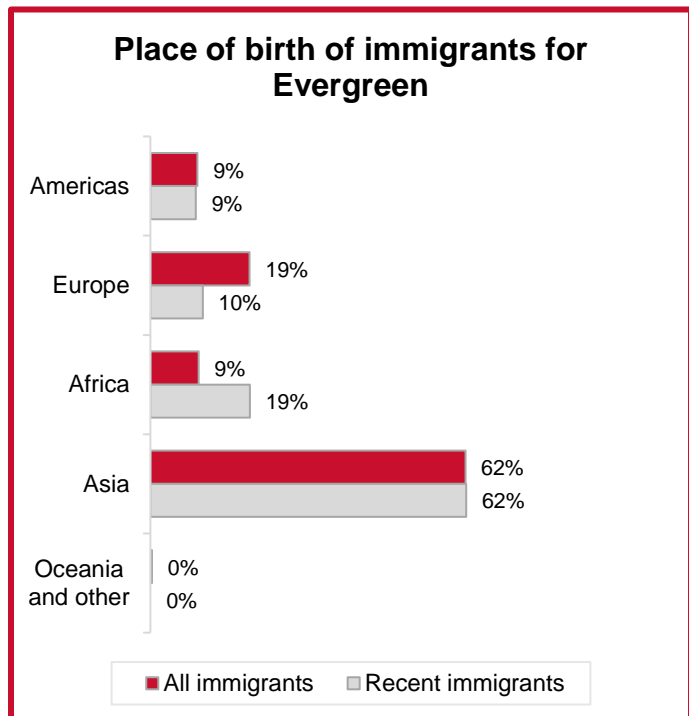 Place of birth of immigrants for
Evergreen
Americas
9%
9%
Europe
19%
10%
Africa
9%
19%
Asia
62%
62%
Oceania
and other
0%
0%
All immigrants
Recent immigrants